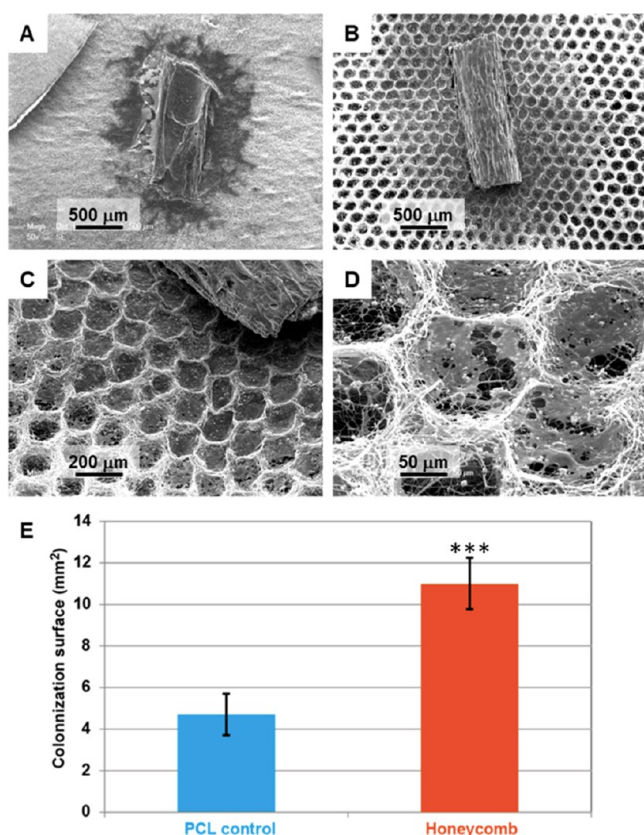 A
500 µm
B
500 µm
C
200 µm
D
50 µm
E
Colonnization surface (mm²)
14
12
10
8
6
4
2
0
***
PCL control
Honeycomb